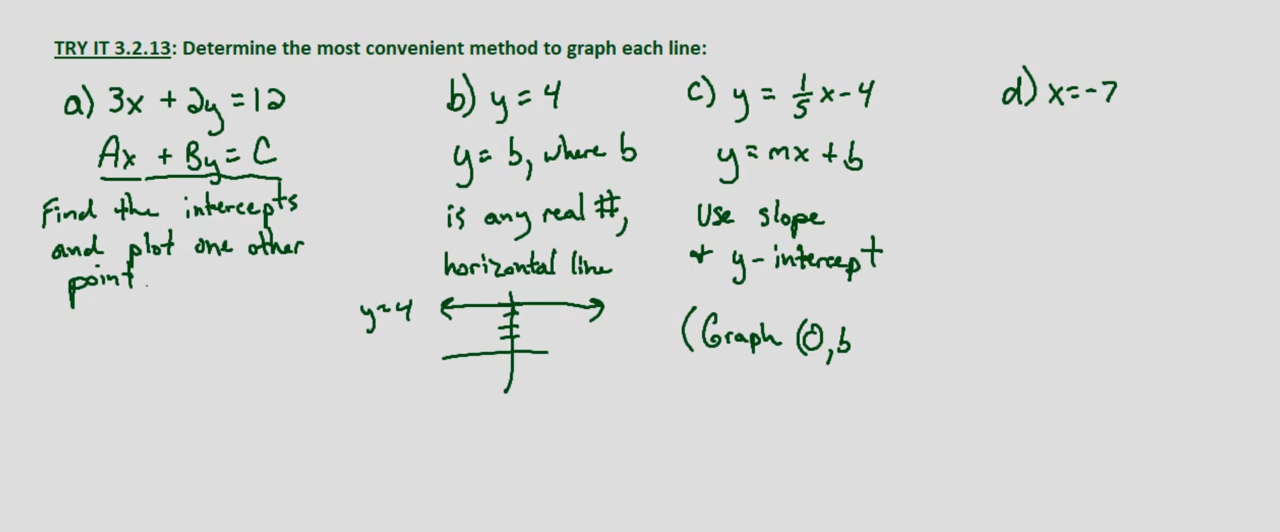 TRY IT 3.2.13: Determine the most convenient method to graph each line:
a) 3x + 2y = 12
Ax + By = C
Find the intercepts
and plot one other
point.
b) y = 4
y = b, where b
is any real #,
horizontal line
y=4
c) y = 1/5 x - 4
y = mx + b
Use slope
+ y-intercept
(Graph (0, b
d) x = -7